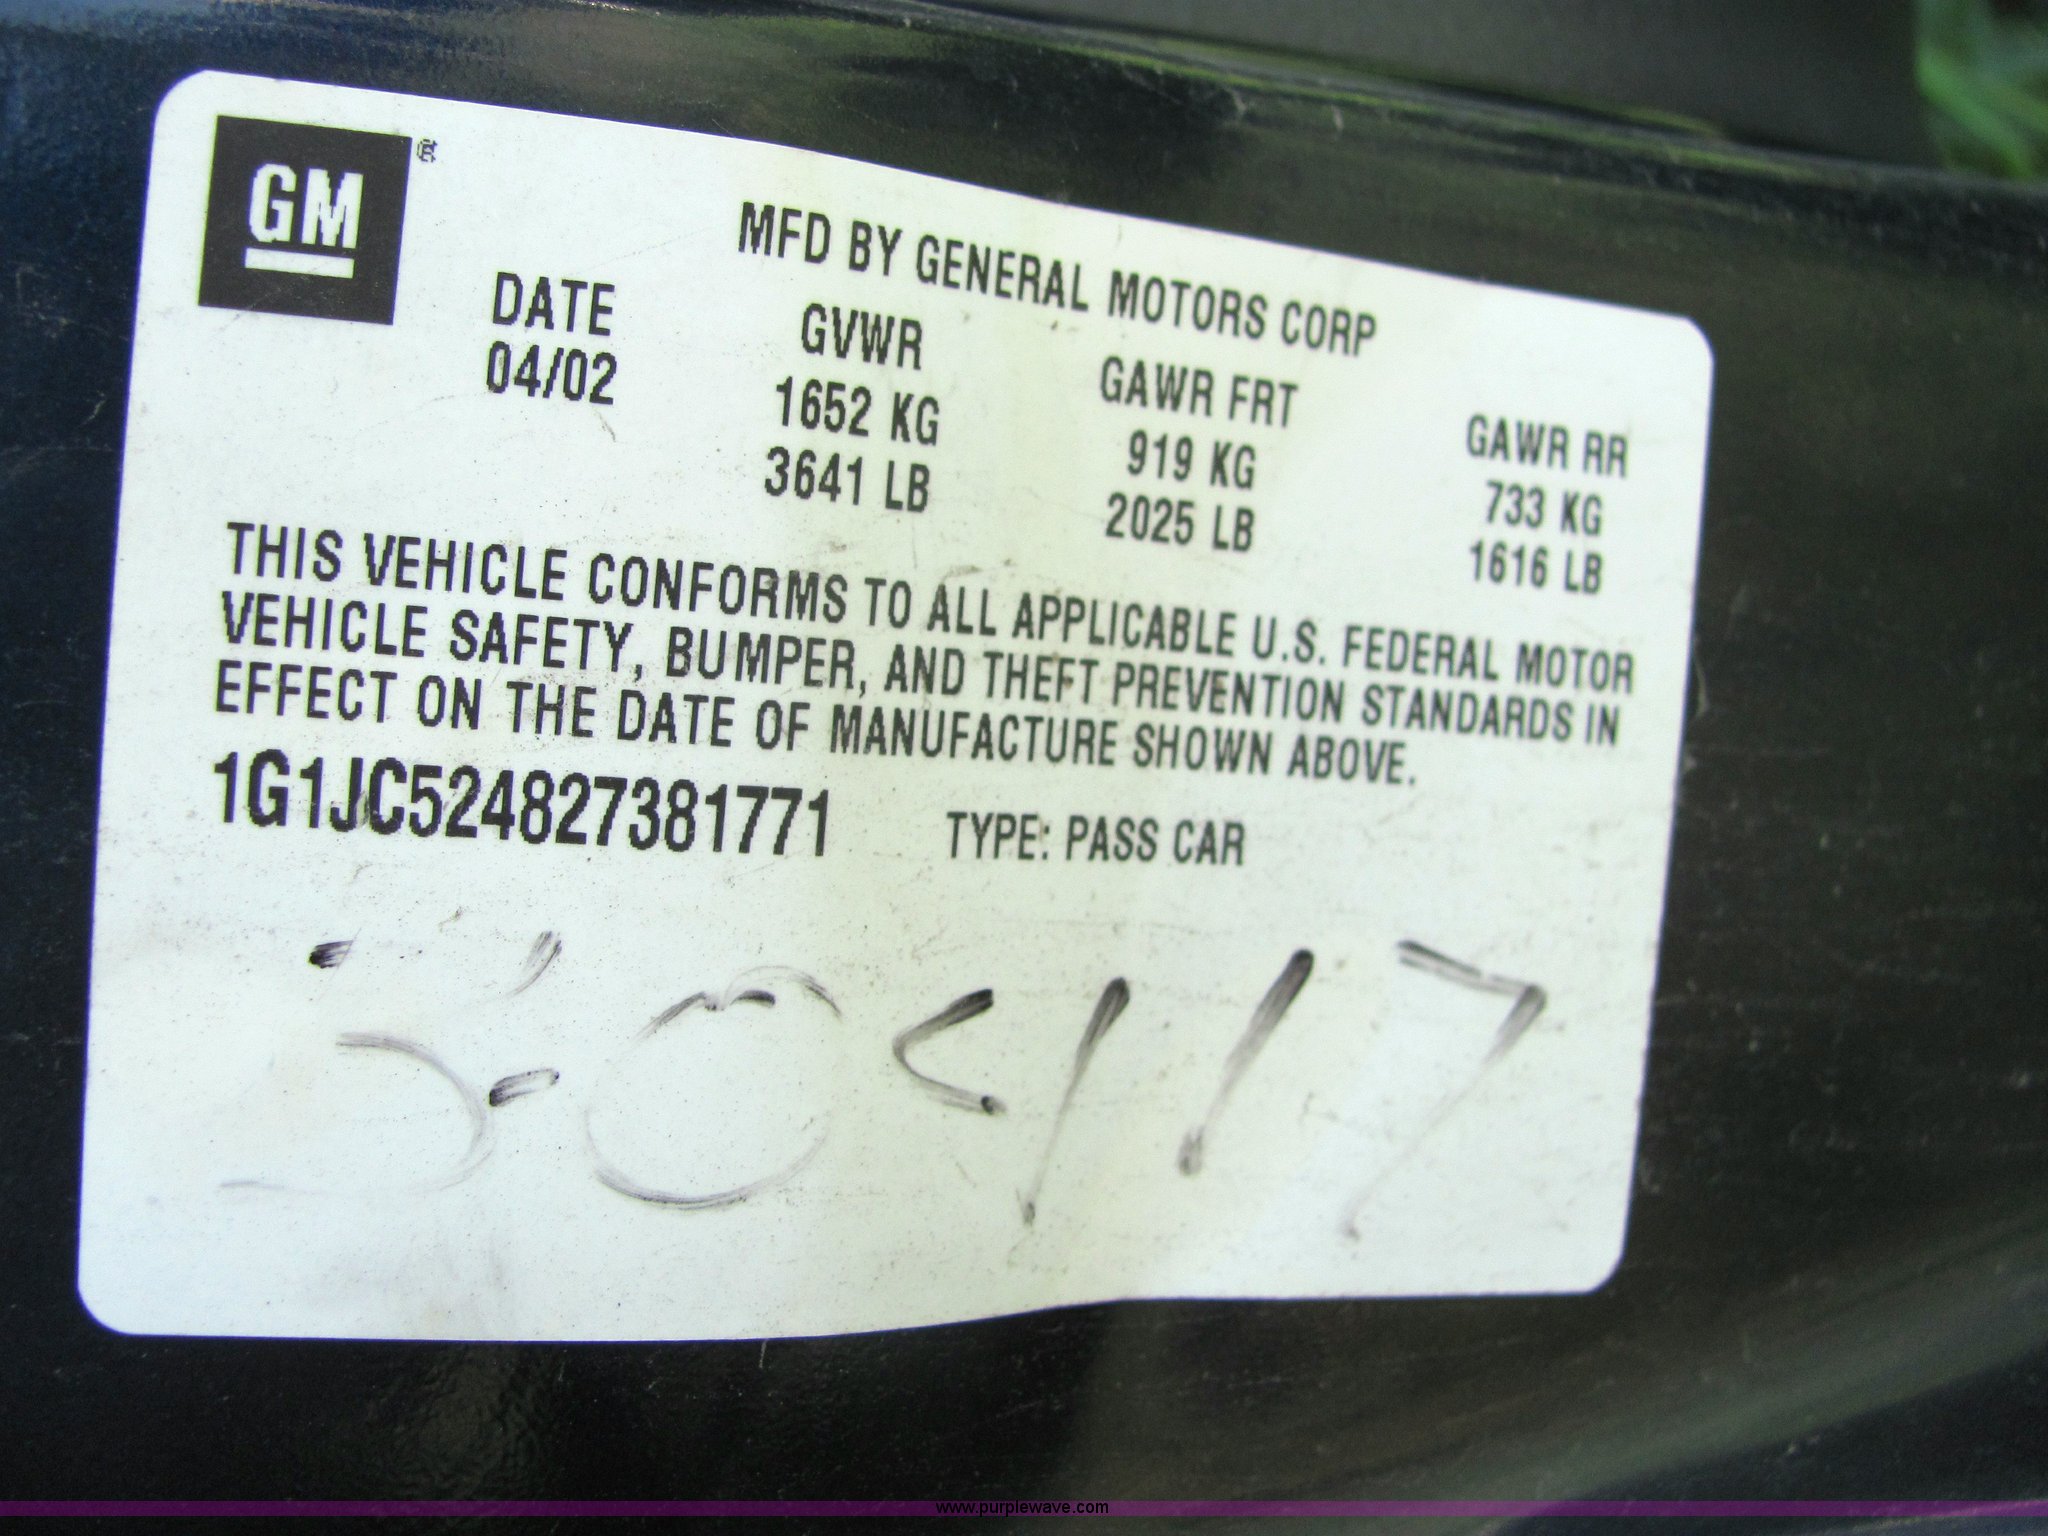 GM®
MFD BY GENERAL MOTORS CORP
DATE GVWR GAWR FRT GAWR RR
04/02 1652 KG 919 KG 733 KG
3641 LB 2025 LB 1616 LB
THIS VEHICLE CONFORMS TO ALL APPLICABLE U.S. FEDERAL MOTOR
VEHICLE SAFETY, BUMPER, AND THEFT PREVENTION STANDARDS IN
EFFECT ON THE DATE OF MANUFACTURE SHOWN ABOVE.
1G1JC524827381771 TYPE: PASS CAR
www.purplewave.com